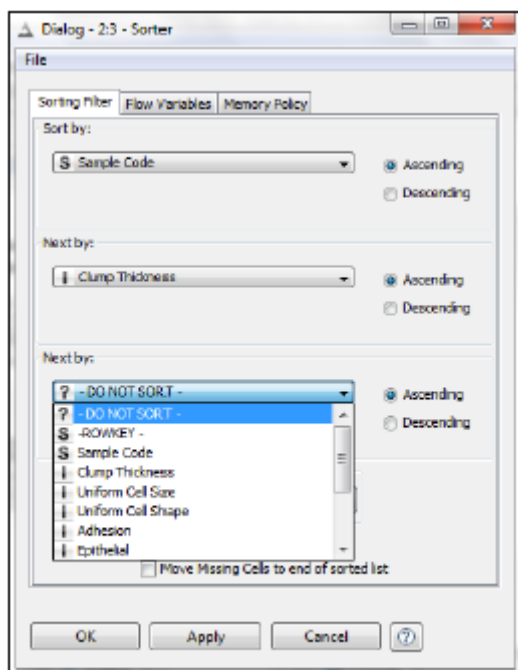 Dialog - 2:3 - Sorter
File
Sorting Filter Flow Variables Memory Policy
Sort by:
S Sample Code
Ascending
Descending
Next by:
I Clump Thickness
Ascending
Descending
Next by:
? - DO NOT SORT -
Ascending
Descending
? - DO NOT SORT -
S -ROWKEY -
S Sample Code
I Clump Thickness
I Uniform Cell Size
I Uniform Cell Shape
I Adhesion
I Epithelial
Move Missing Cells to end of sorted list
OK Apply Cancel ?